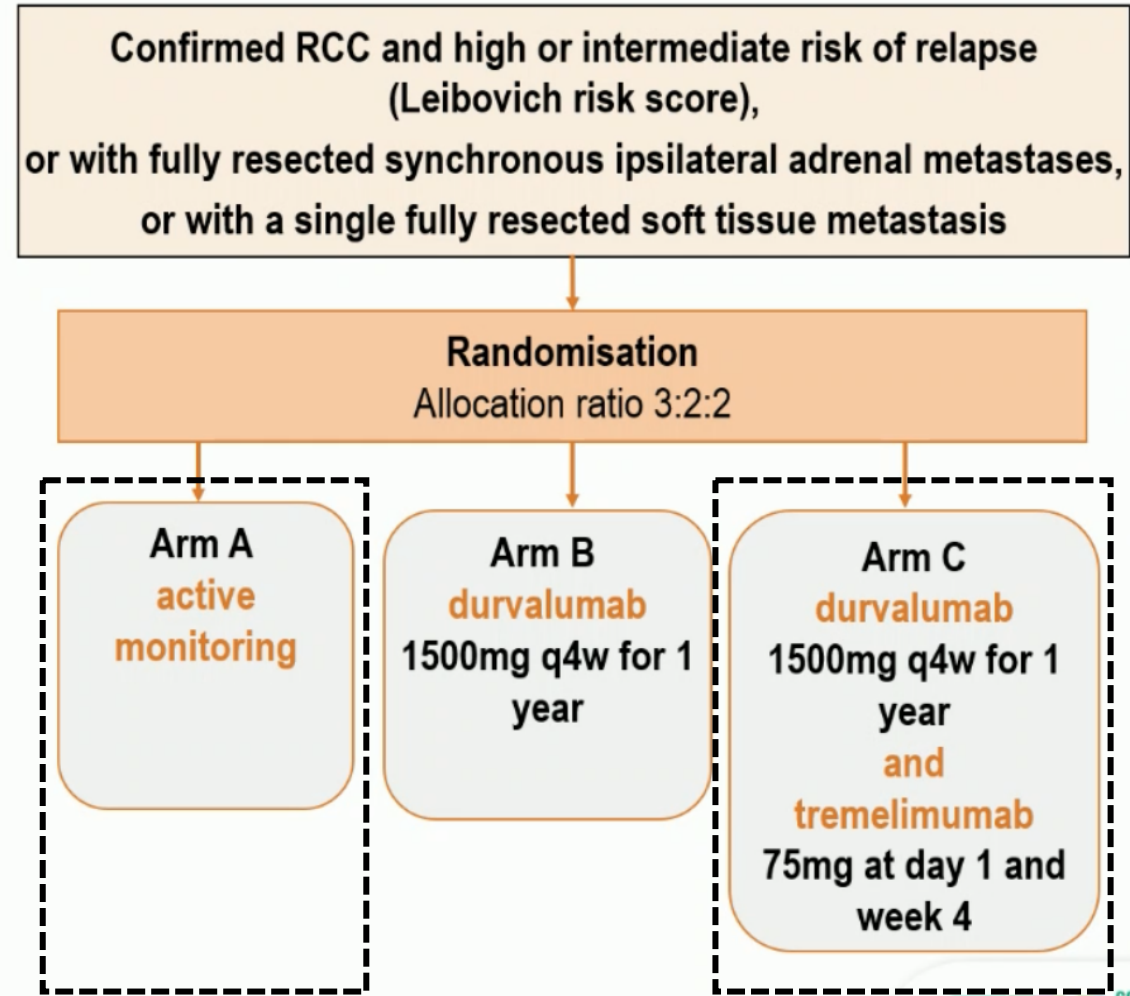 Confirmed RCC and high or intermediate risk of relapse
(Leibovich risk score),
or with fully resected synchronous ipsilateral adrenal metastases,
or with a single fully resected soft tissue metastasis
Randomisation
Allocation ratio 3:2:2
Arm A
active
monitoring
Arm B
durvalumab
1500mg q4w for 1
year
Arm C
durvalumab
1500mg q4w for 1
year
and
tremelimumab
75mg at day 1 and
week 4